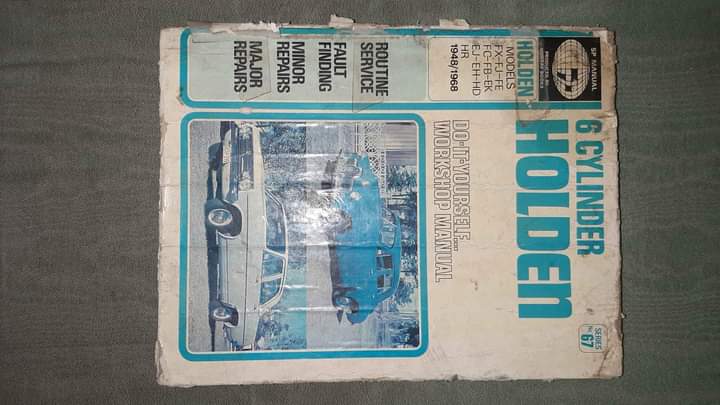 SP MANUAL
HOLDEN
MODELS
FX-FJ-FE
FC-FB-EK
EJ-EH-HD
HR
1948/1968
ROUTINE
SERVICE
FAULT
FINDING
MINOR
REPAIRS
MAJOR
REPAIRS
6 CYLINDER
HOLDEN
SERIES
No 67
DO-IT-YOURSELF
WORKSHOP MANUAL